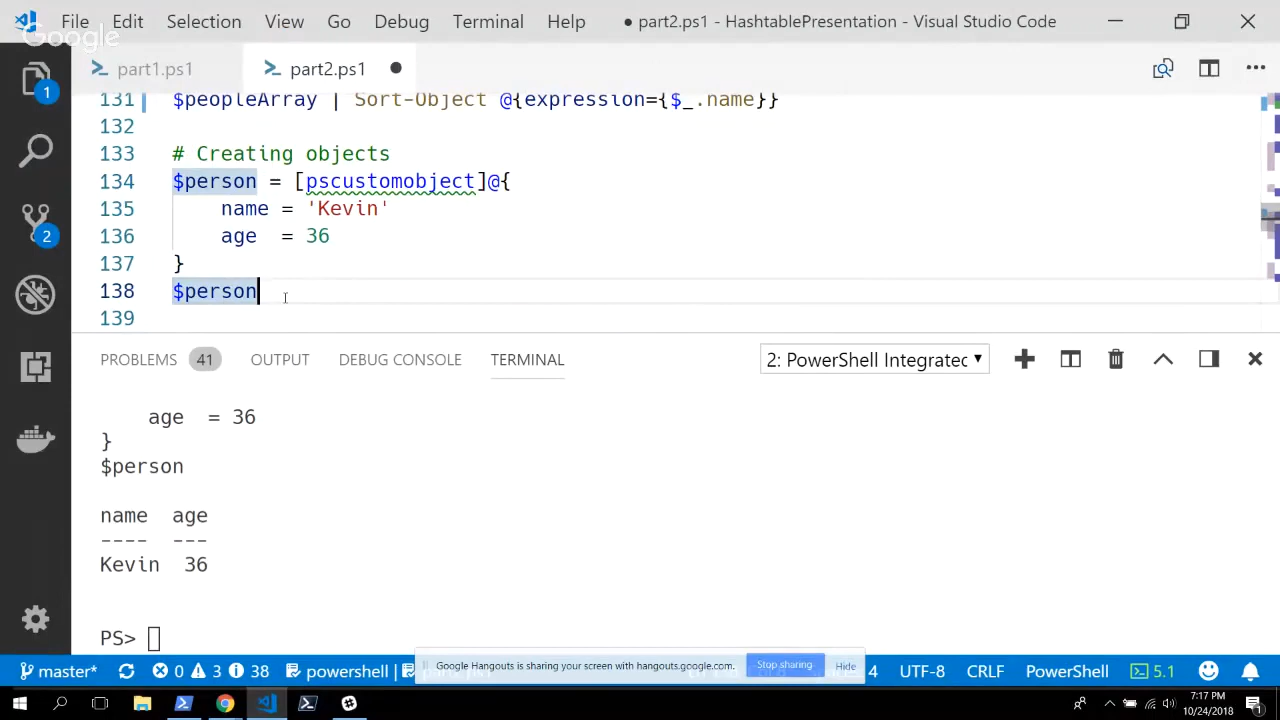 File Edit Selection View Go Debug Terminal Help ● part2.ps1 - HashtablePresentation - Visual Studio Code
Google
part1.ps1 part2.ps1
1
131 $peopleArray | Sort-Object @{expression={$_.name}}
132
133 # Creating objects
134 $person = [pscustomobject]@{
135 name = 'Kevin'
2
136 age = 36
137 }
138 $person
139
PROBLEMS 41 OUTPUT DEBUG CONSOLE TERMINAL 2: PowerShell Integratec
age = 36
}
$person
name age
---- ---
Kevin 36
PS>
Google Hangouts is sharing your screen with hangouts.google.com. Stop sharing Hide
master* 0 3 38 powershell 4 UTF-8 CRLF PowerShell 5.1
7:17 PM
10/24/2018 1